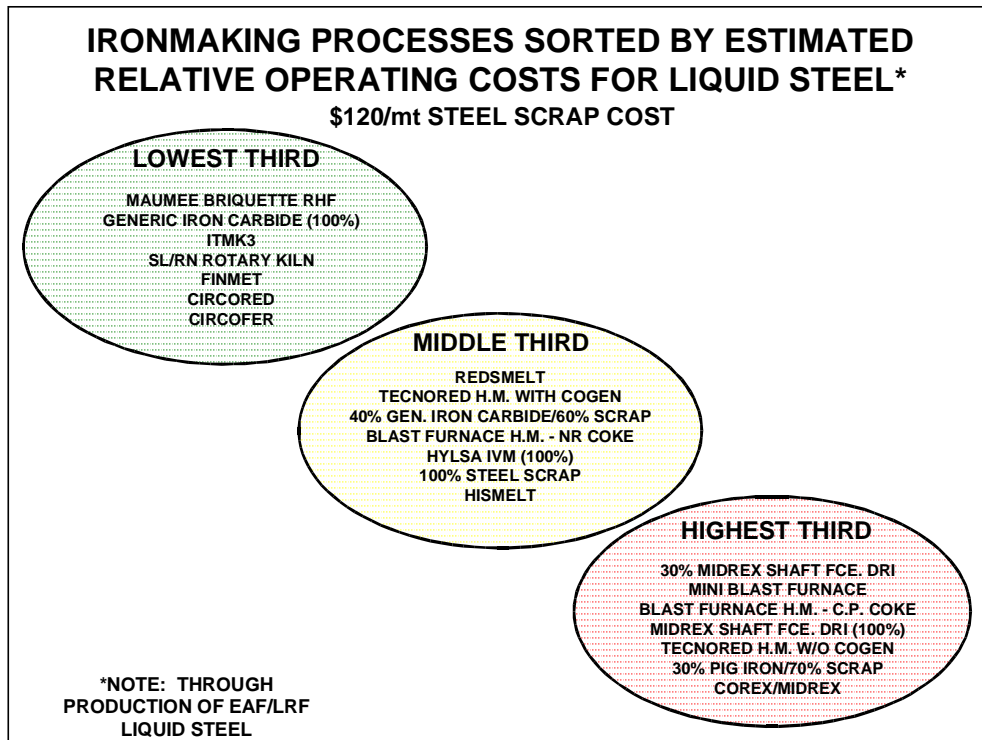 IRONMAKING PROCESSES SORTED BY ESTIMATED
RELATIVE OPERATING COSTS FOR LIQUID STEEL*
$120/mt STEEL SCRAP COST
LOWEST THIRD
MAUMEE BRIQUETTE RHF
GENERIC IRON CARBIDE (100%)
ITMK3
SL/RN ROTARY KILN
FINMET
CIRCORED
CIRCOFER
MIDDLE THIRD
REDSMELT
TECNORED H.M. WITH COGEN
40% GEN. IRON CARBIDE/60% SCRAP
BLAST FURNACE H.M. - NR COKE
HYLSA IVM (100%)
100% STEEL SCRAP
HISMELT
HIGHEST THIRD
30% MIDREX SHAFT FCE. DRI
MINI BLAST FURNACE
BLAST FURNACE H.M. - C.P. COKE
MIDREX SHAFT FCE. DRI (100%)
TECNORED H.M. W/O COGEN
30% PIG IRON/70% SCRAP
COREX/MIDREX
*NOTE: THROUGH
PRODUCTION OF EAF/LRF
LIQUID STEEL